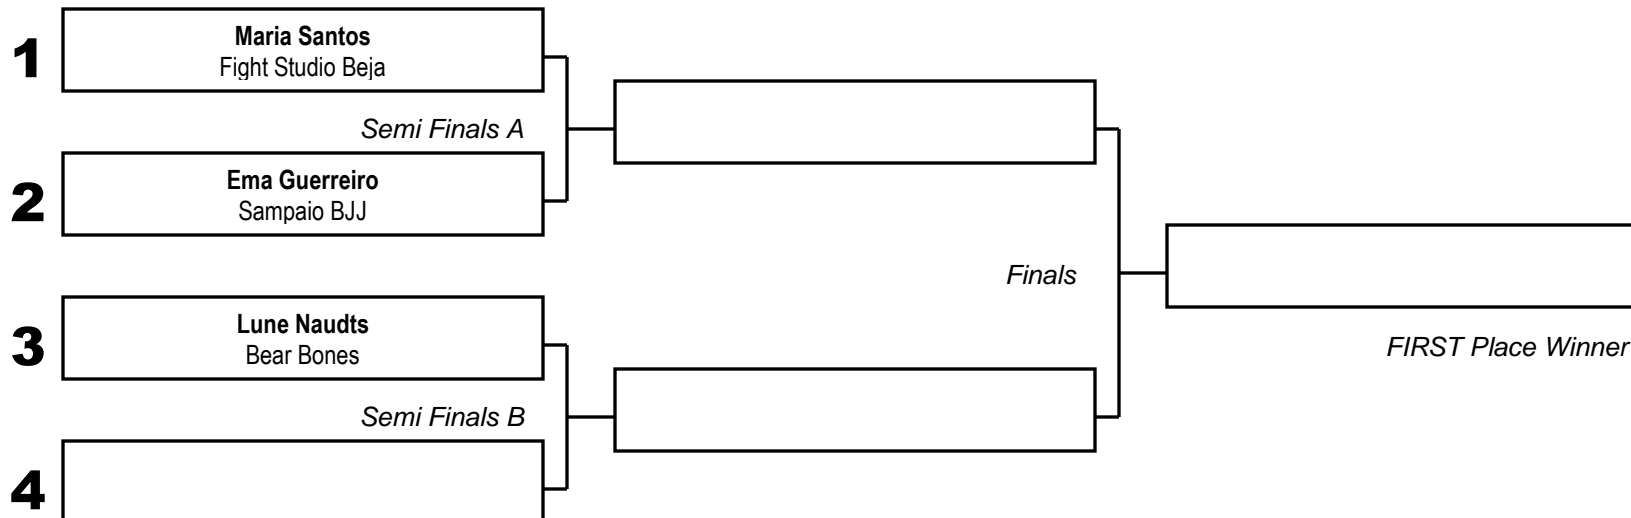 1
Maria Santos
Fight Studio Beja
Semi Finals A
2
Ema Guerreiro
Sampaio BJJ
Finals
3
Lune Naudts
Bear Bones
FIRST Place Winner
Semi Finals B
4